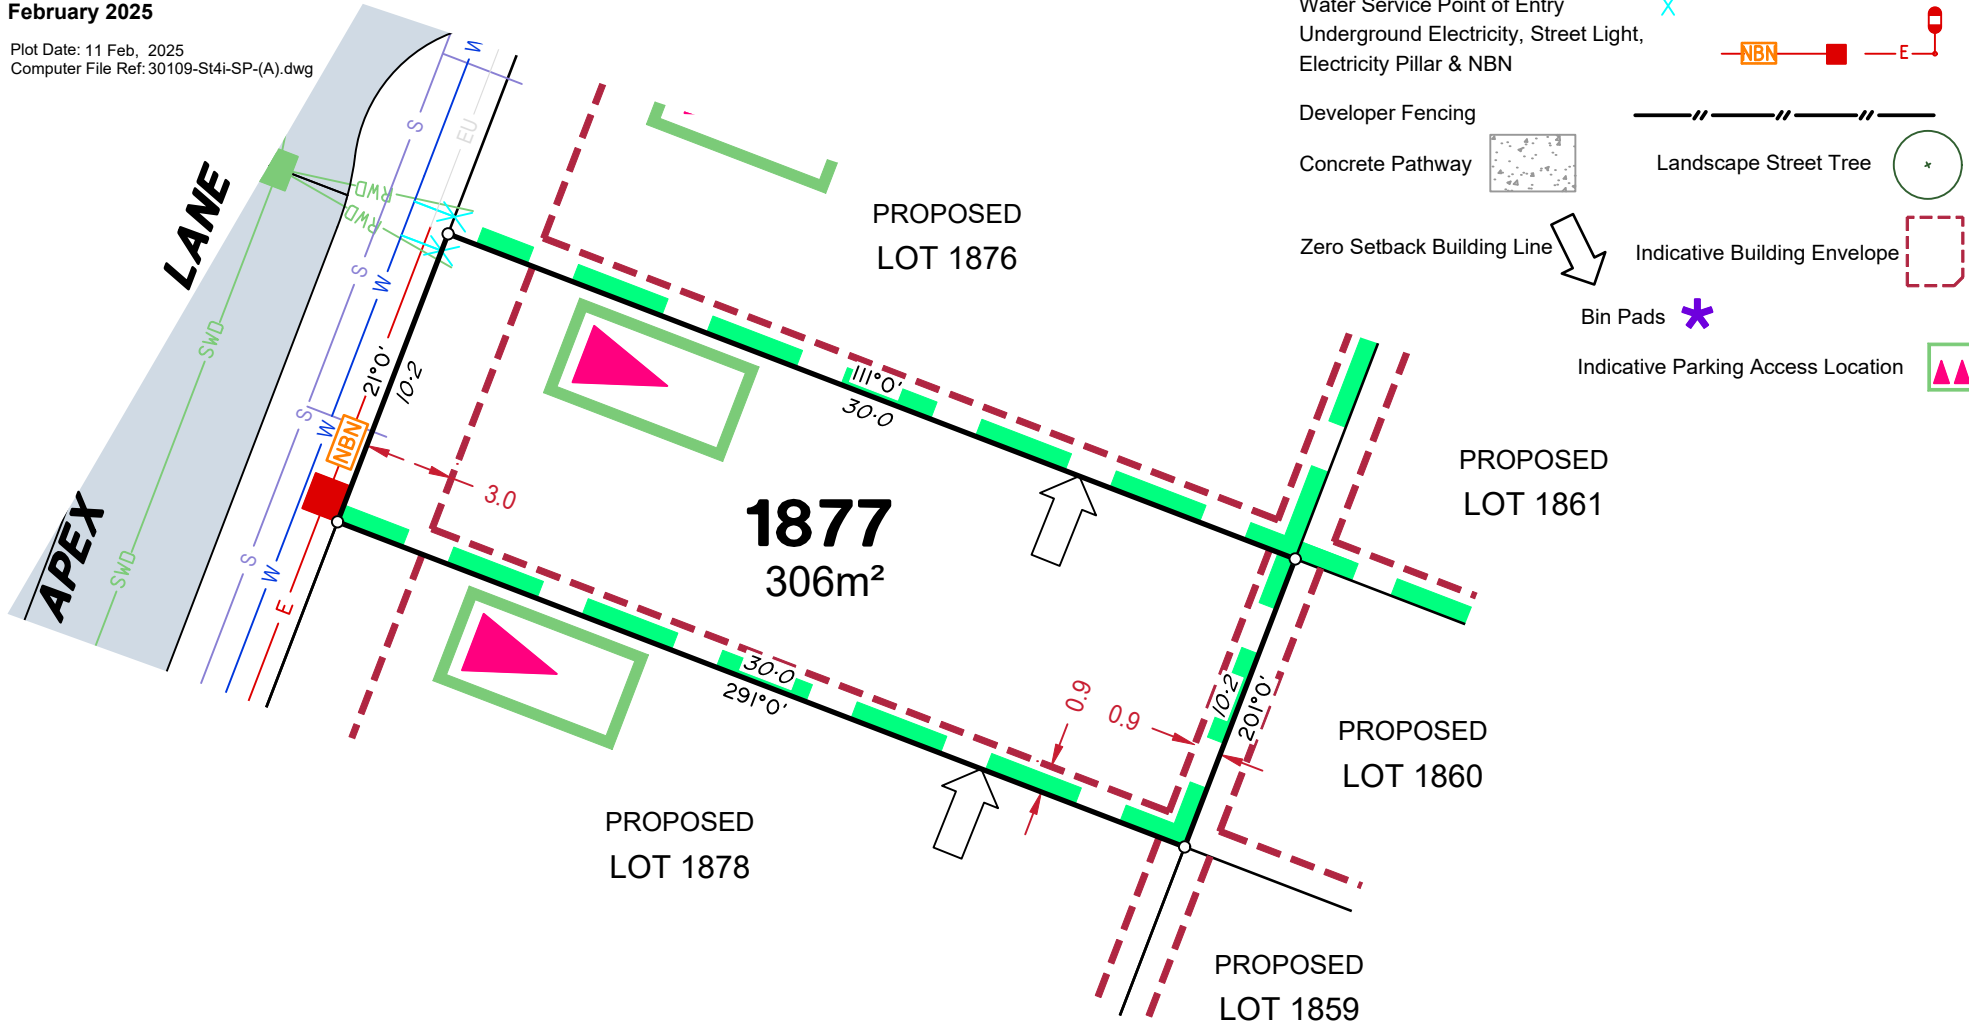 February 2025
Plot Date: 11 Feb, 2025
Computer File Ref: 30109-St4i-SP-(A).dwg
Water Service Point of Entry
Underground Electricity, Street Light,
Electricity Pillar & NBN
NBN
E
Developer Fencing
Concrete Pathway
Landscape Street Tree
Zero Setback Building Line
Indicative Building Envelope
Bin Pads
Indicative Parking Access Location
APEX LANE
SWD
SWD
RWD
RWD
S
S
S
S
W
W
W
W
EU
E
NBN
21°0'
10·2
3.0
PROPOSED
LOT 1876
111°0'
30·0
1877
306m²
PROPOSED
LOT 1861
30·0
291°0'
0.9
0.9
10·2
201°0'
PROPOSED
LOT 1860
PROPOSED
LOT 1878
PROPOSED
LOT 1859